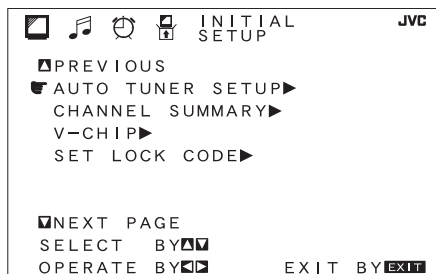 INITIAL SETUP JVC
PREVIOUS
AUTO TUNER SETUP▶
CHANNEL SUMMARY▶
V–CHIP▶
SET LOCK CODE▶
NEXT PAGE
SELECT BY▲▼
OPERATE BY◀▶ EXIT BY EXIT